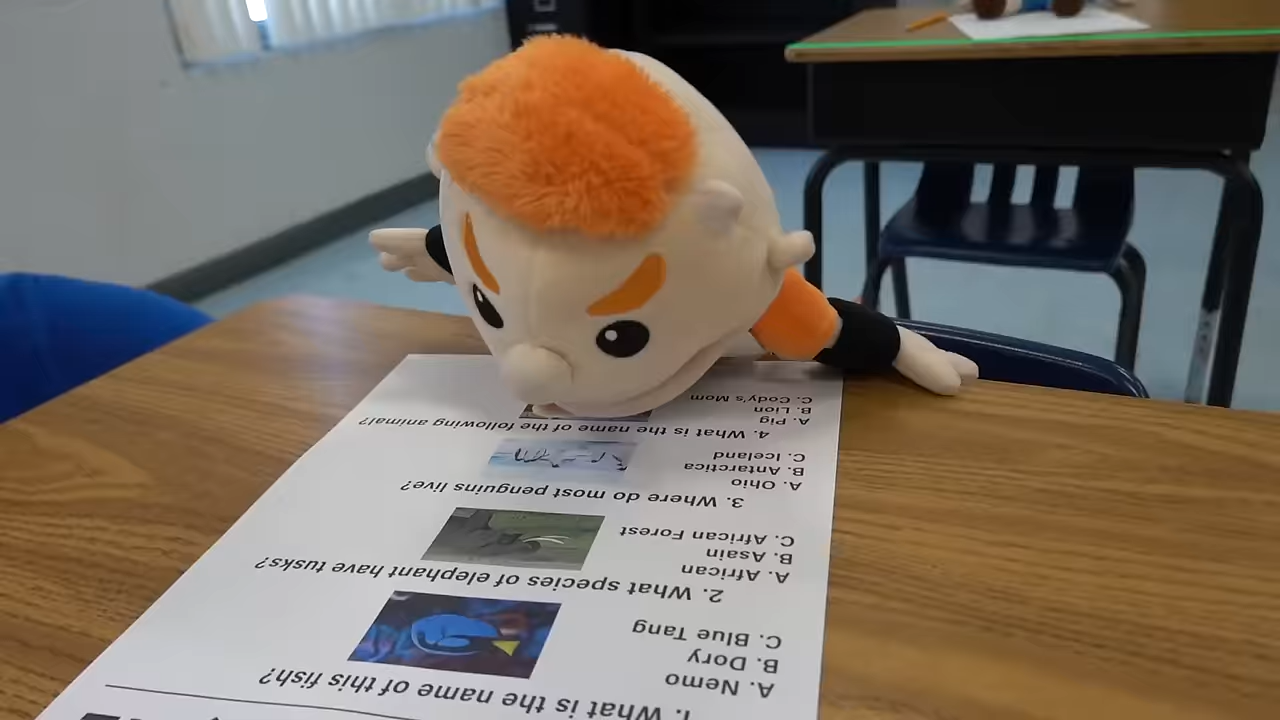 1. What is the name of this fish?
A. Nemo
B. Dory
C. Blue Tang
2. What species of elephant have tusks?
A. African
B. Asain
C. African Forest
3. Where do most penguins live?
A. Ohio
B. Antarctica
C. Iceland
4. What is the name of the following animal?
A. Pig
B. Lion
C. Cody's Mom